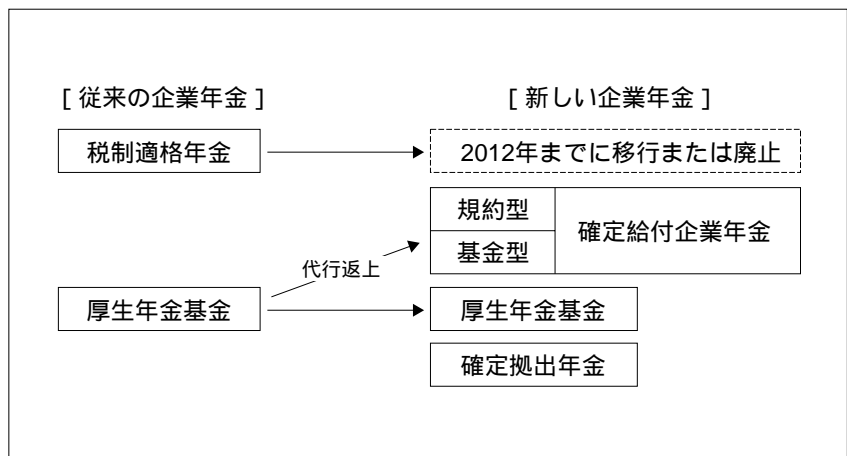 [ 従来の企業年金 ]
[ 新しい企業年金 ]
税制適格年金
2012年までに移行または廃止
規約型
基金型
確定給付企業年金
代行返上
厚生年金基金
厚生年金基金
確定拠出年金